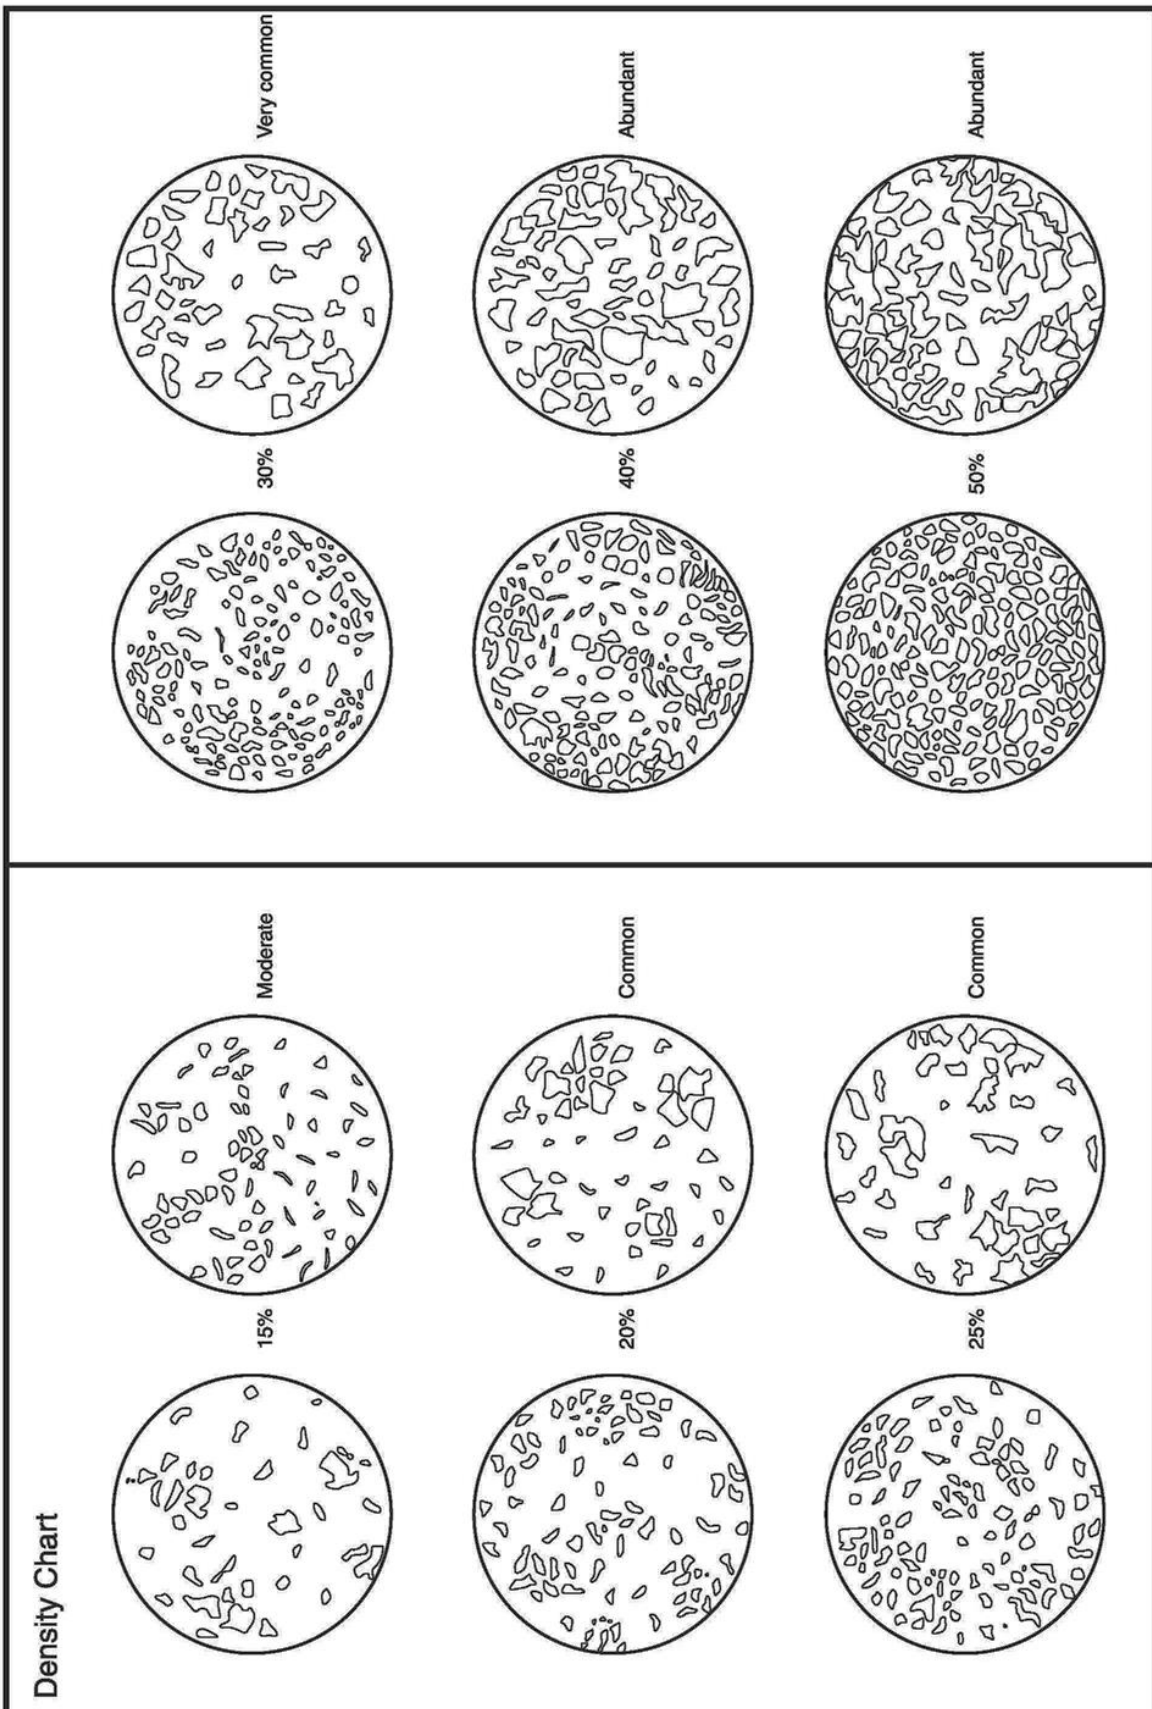 Density Chart
15% Moderate
20% Common
25% Common
30% Very common
40% Abundant
50% Abundant